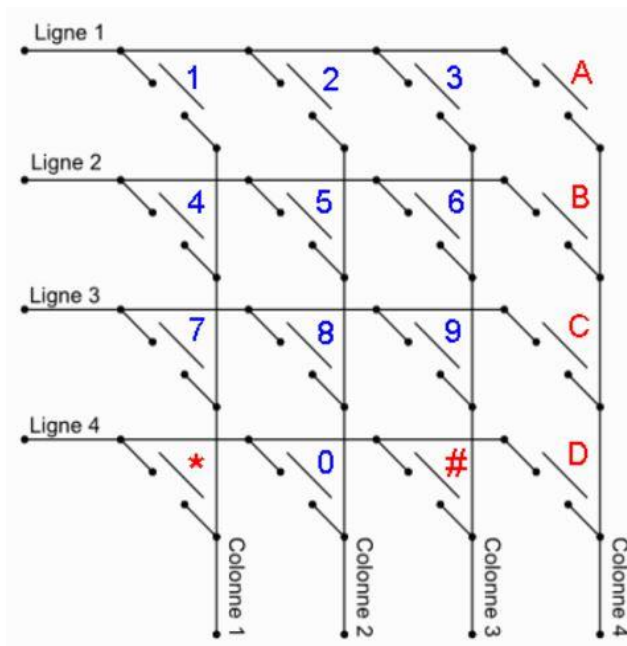 Ligne 1
1 2 3 A
Ligne 2
4 5 6 B
Ligne 3
7 8 9 C
Ligne 4
* 0 # D
Colonne 1
Colonne 2
Colonne 3
Colonne 4